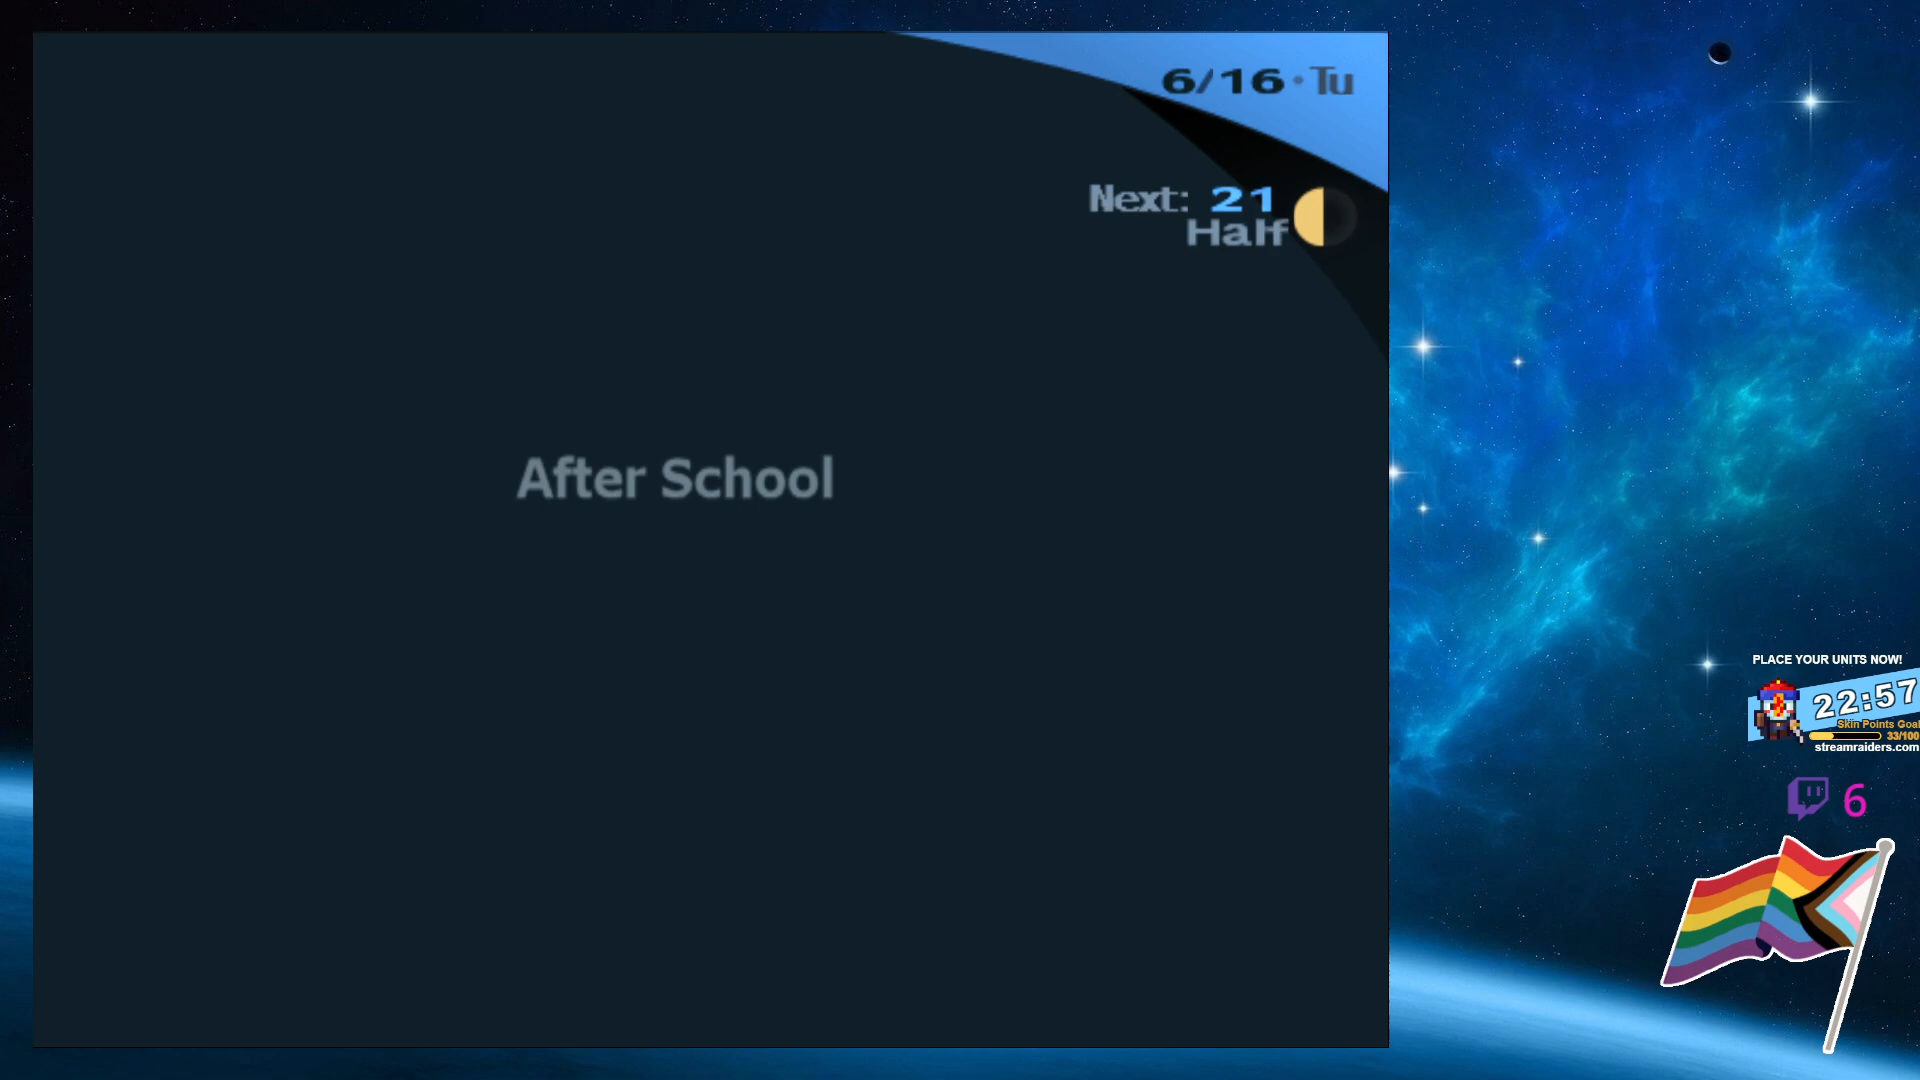 6/16•Tu
Next: 21
Half
After School
PLACE YOUR UNITS NOW!
22:57
Skin Points Goal
33/100
streamraiders.com
6